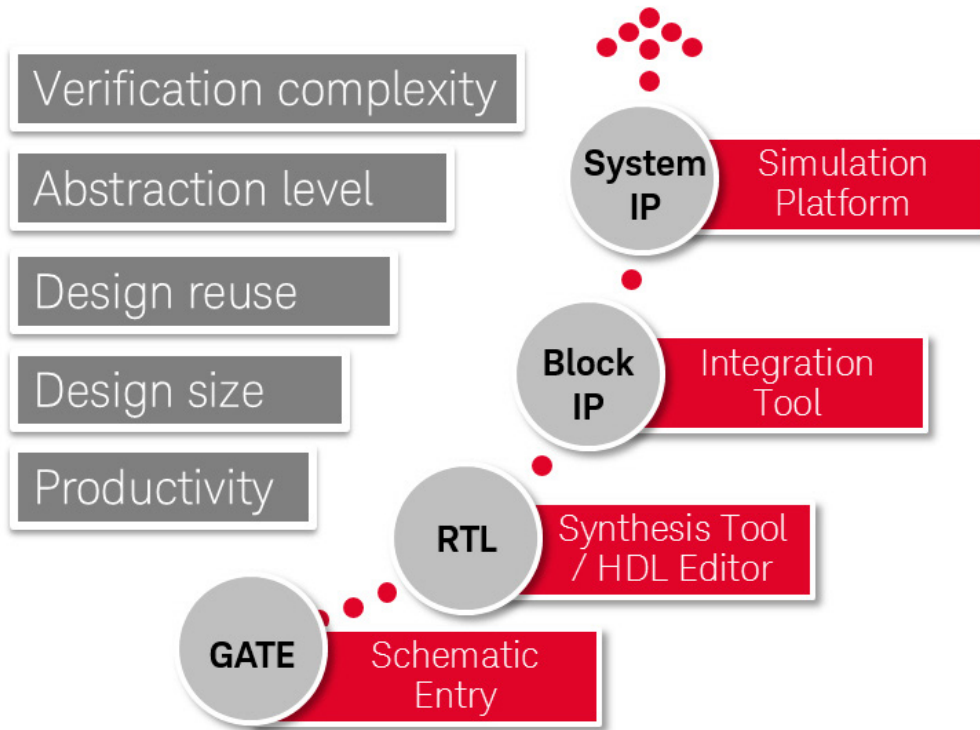 Verification complexity
Abstraction level
Design reuse
Design size
Productivity
System
IP
Simulation
Platform
Block
IP
Integration
Tool
RTL
Synthesis Tool
/ HDL Editor
GATE
Schematic
Entry